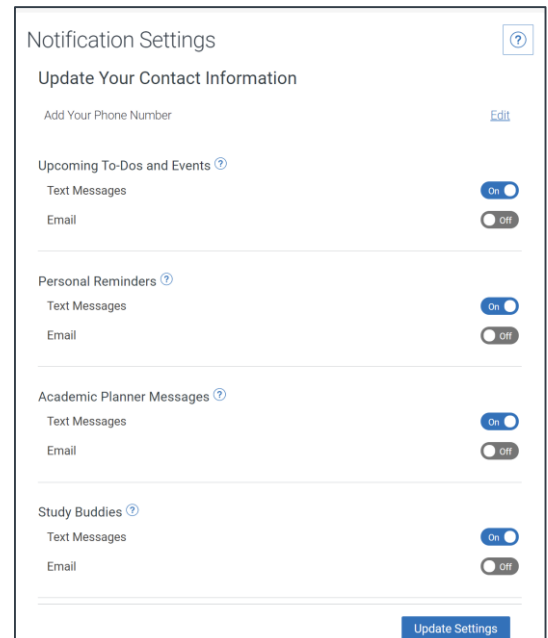 Notification Settings ?
Update Your Contact Information
Add Your Phone Number Edit
Upcoming To-Dos and Events ?
Text Messages On
Email Off
Personal Reminders ?
Text Messages On
Email Off
Academic Planner Messages ?
Text Messages On
Email Off
Study Buddies ?
Text Messages On
Email Off
Update Settings